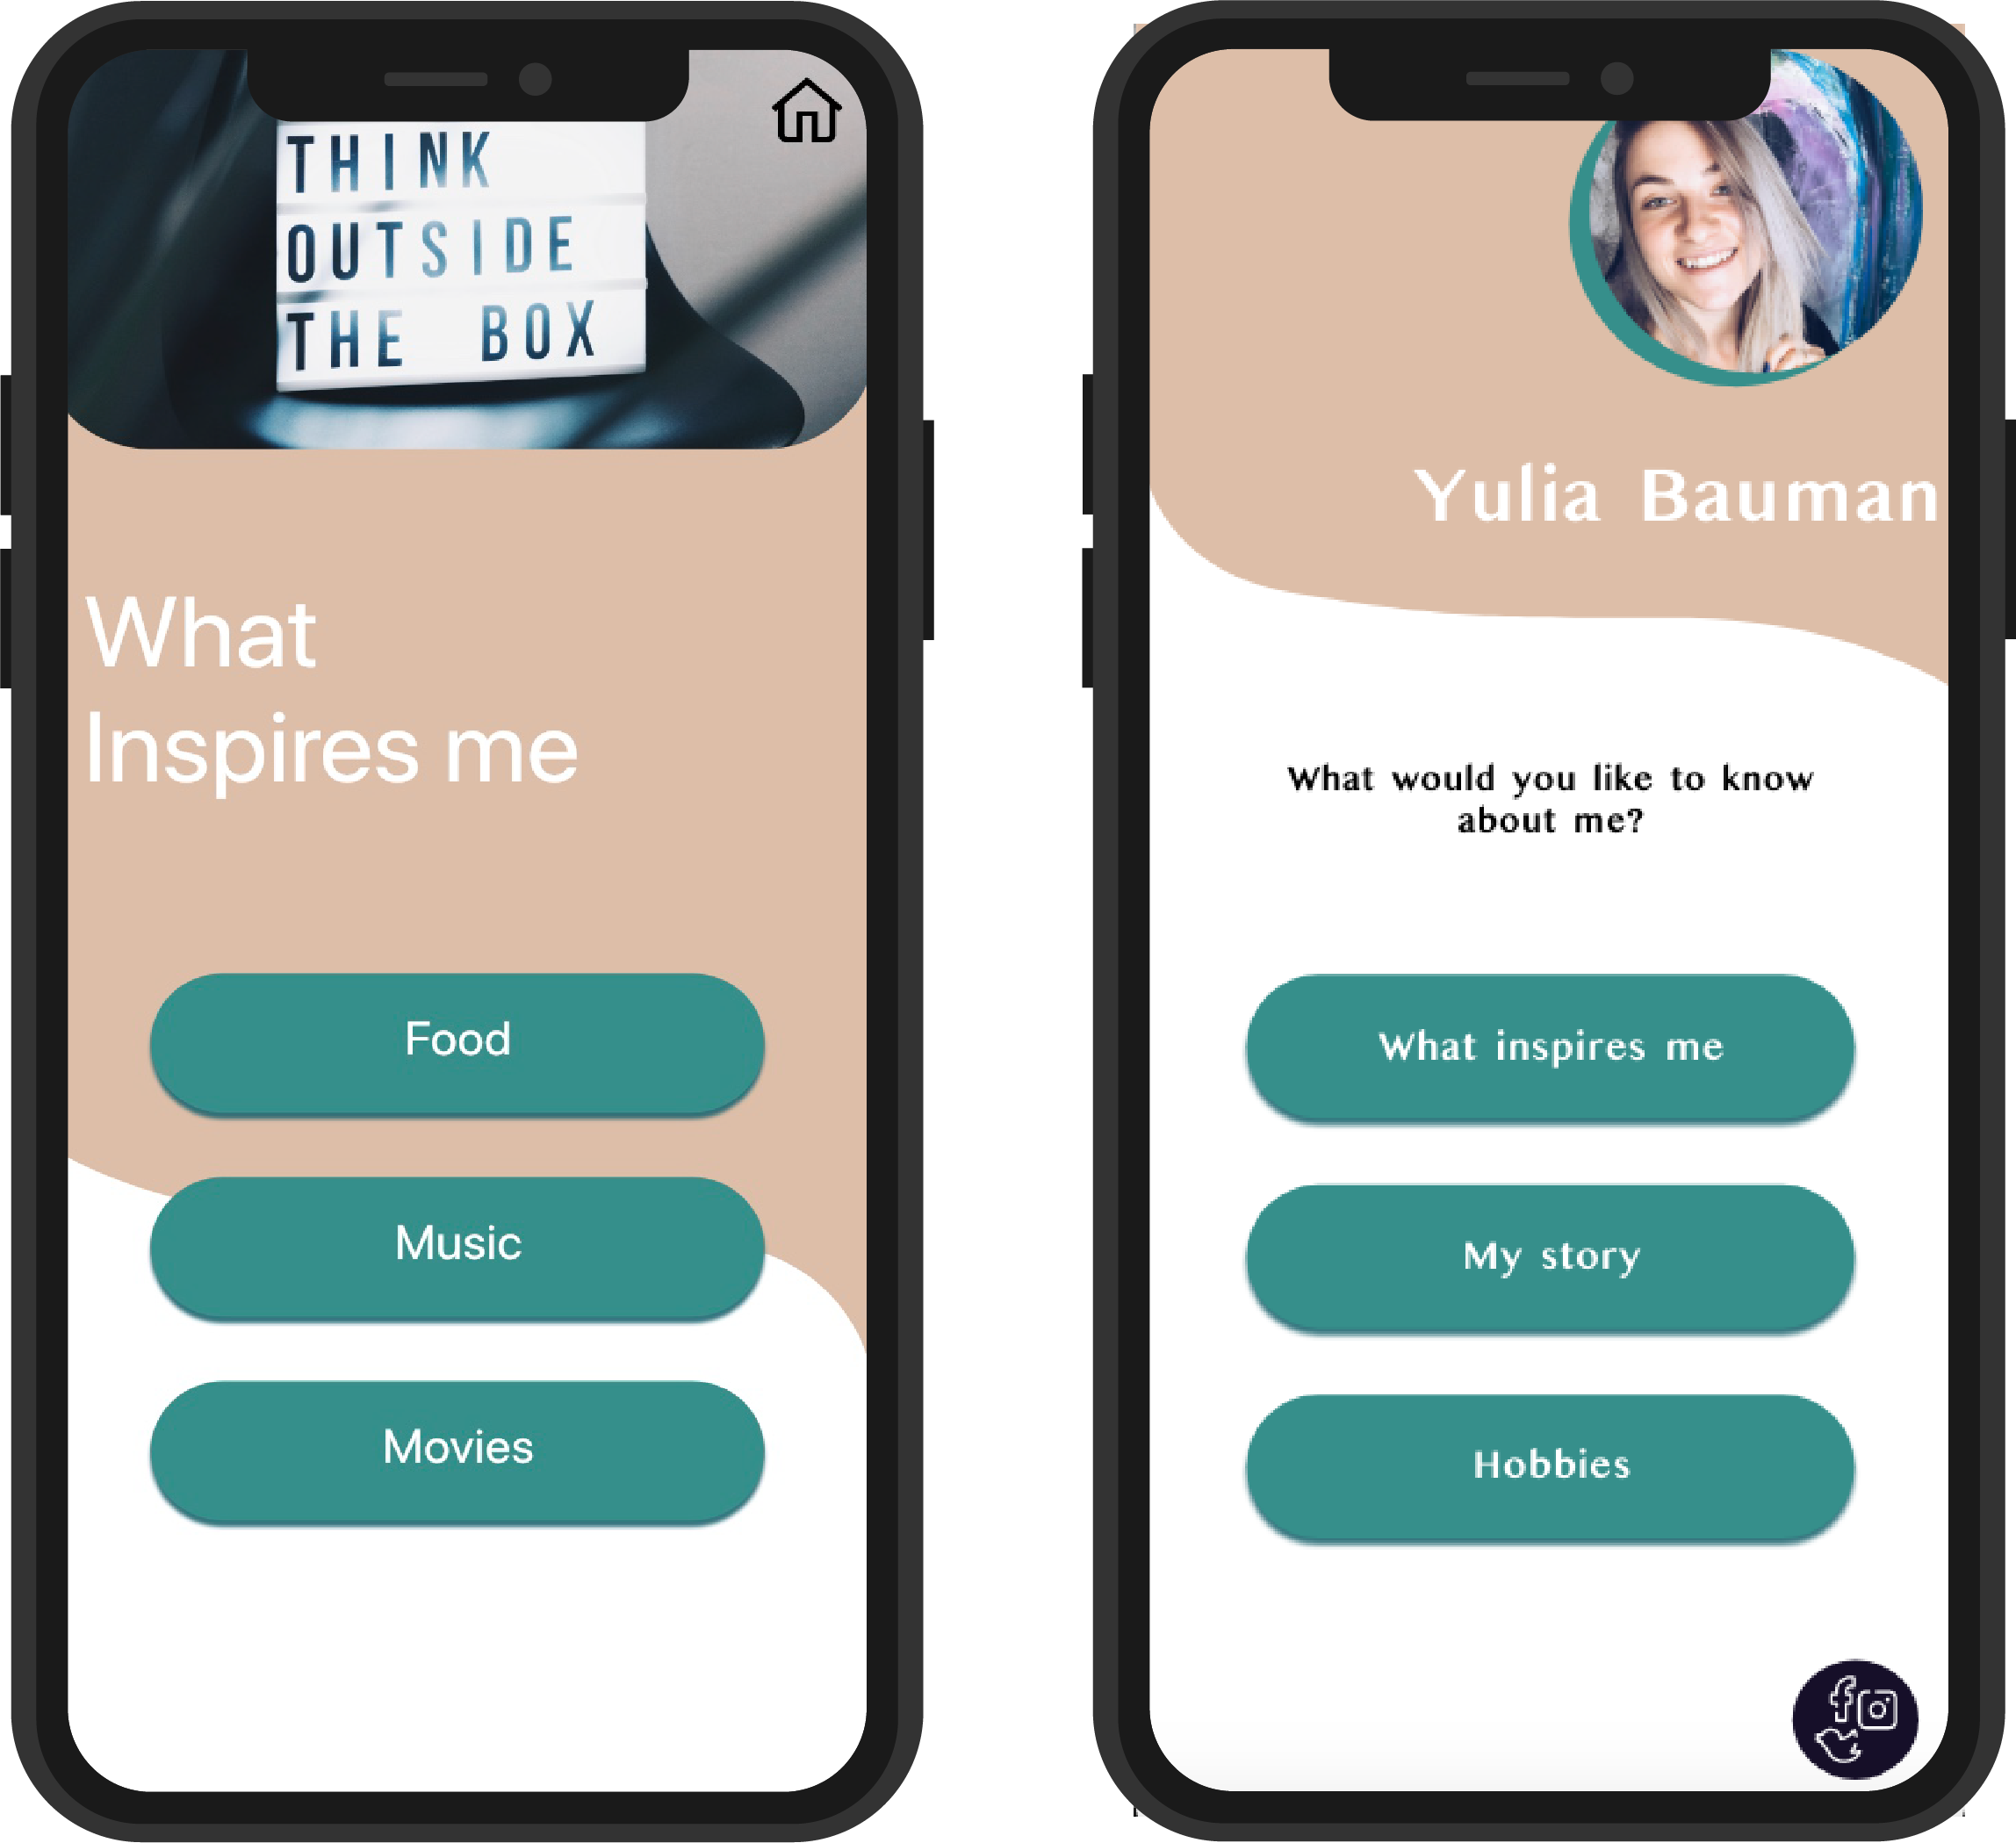 THINK
OUTSIDE
THE BOX
What
Inspires me
Food
Music
Movies
Yulia Bauman
What would you like to know
about me?
What inspires me
My story
Hobbies